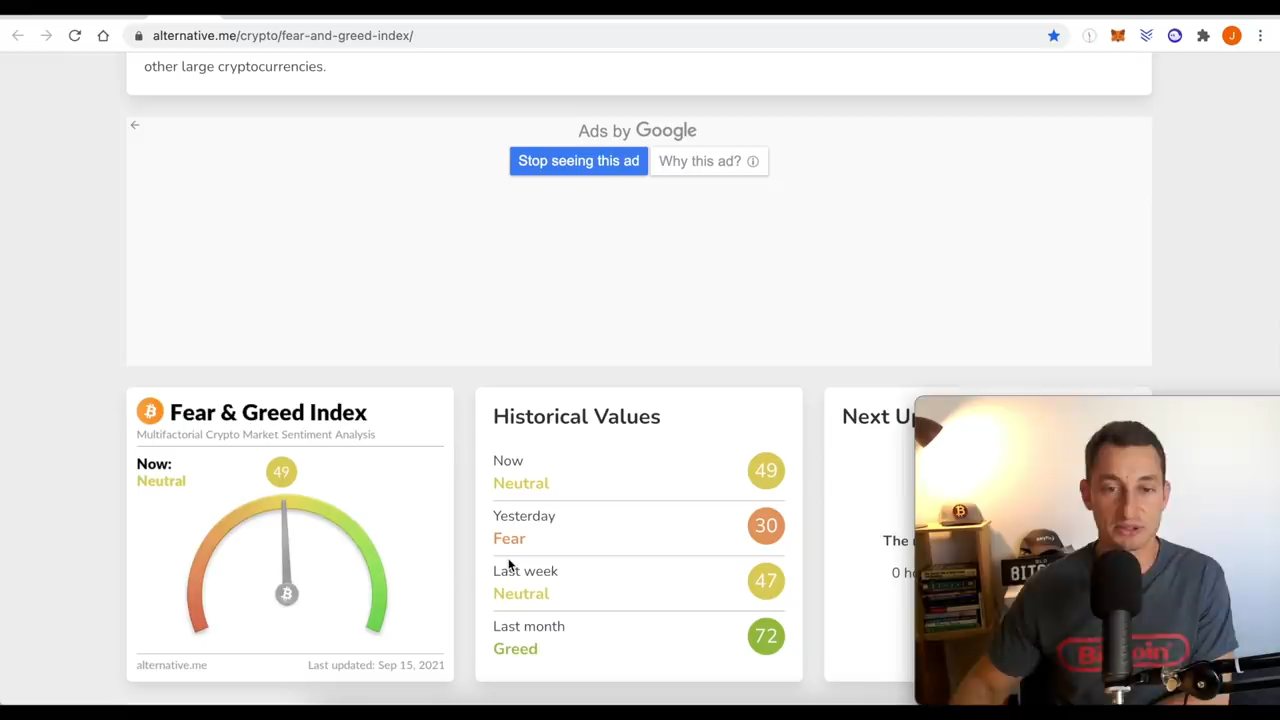 alternative.me/crypto/fear-and-greed-index/
J
other large cryptocurrencies.
Ads by Google
Stop seeing this ad
Why this ad?
Fear & Greed Index
Multifactorial Crypto Market Sentiment Analysis
Now:
Neutral
49
alternative.me
Last updated: Sep 15, 2021
Historical Values
Now
Neutral
49
Yesterday
Fear
30
Last week
Neutral
47
Last month
Greed
72
Next
The
0